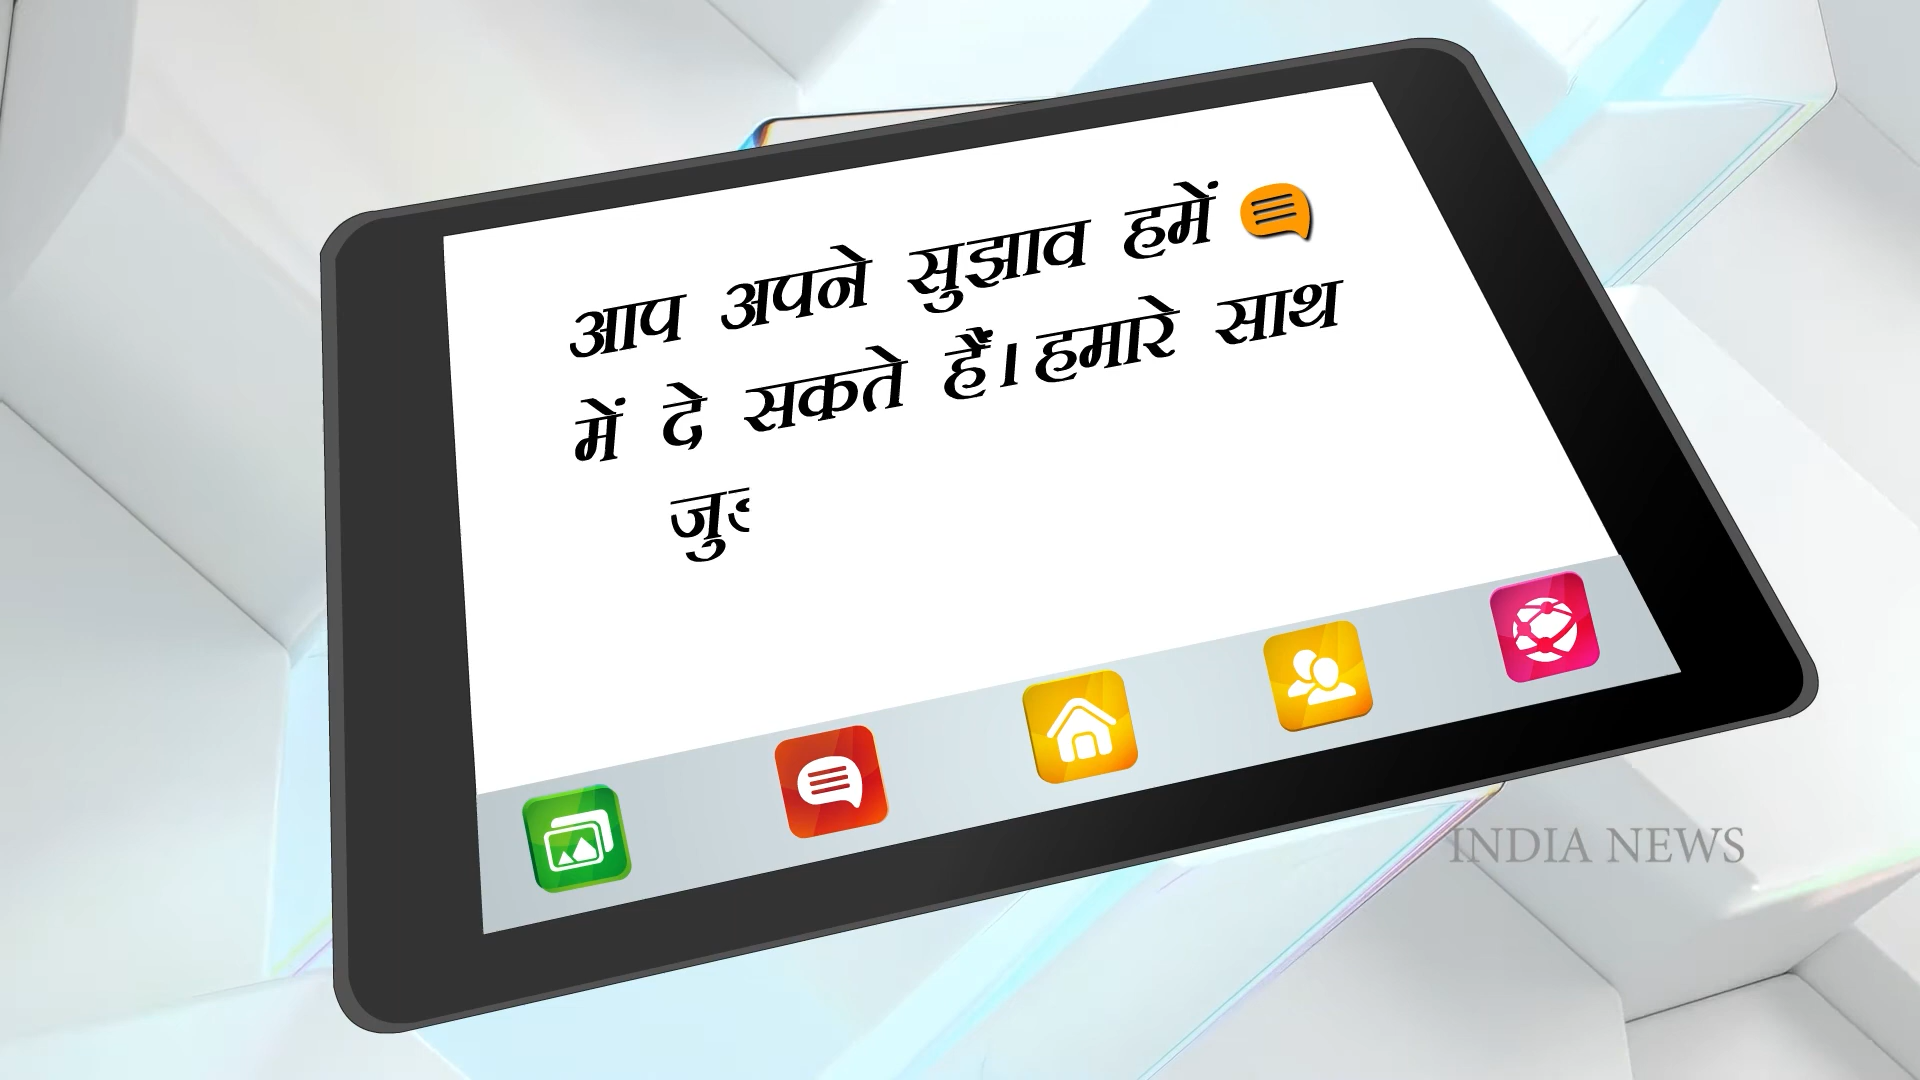 आप अपने सुझाव हमें
में दे सकते हैं। हमारे साथ
INDIA NEWS